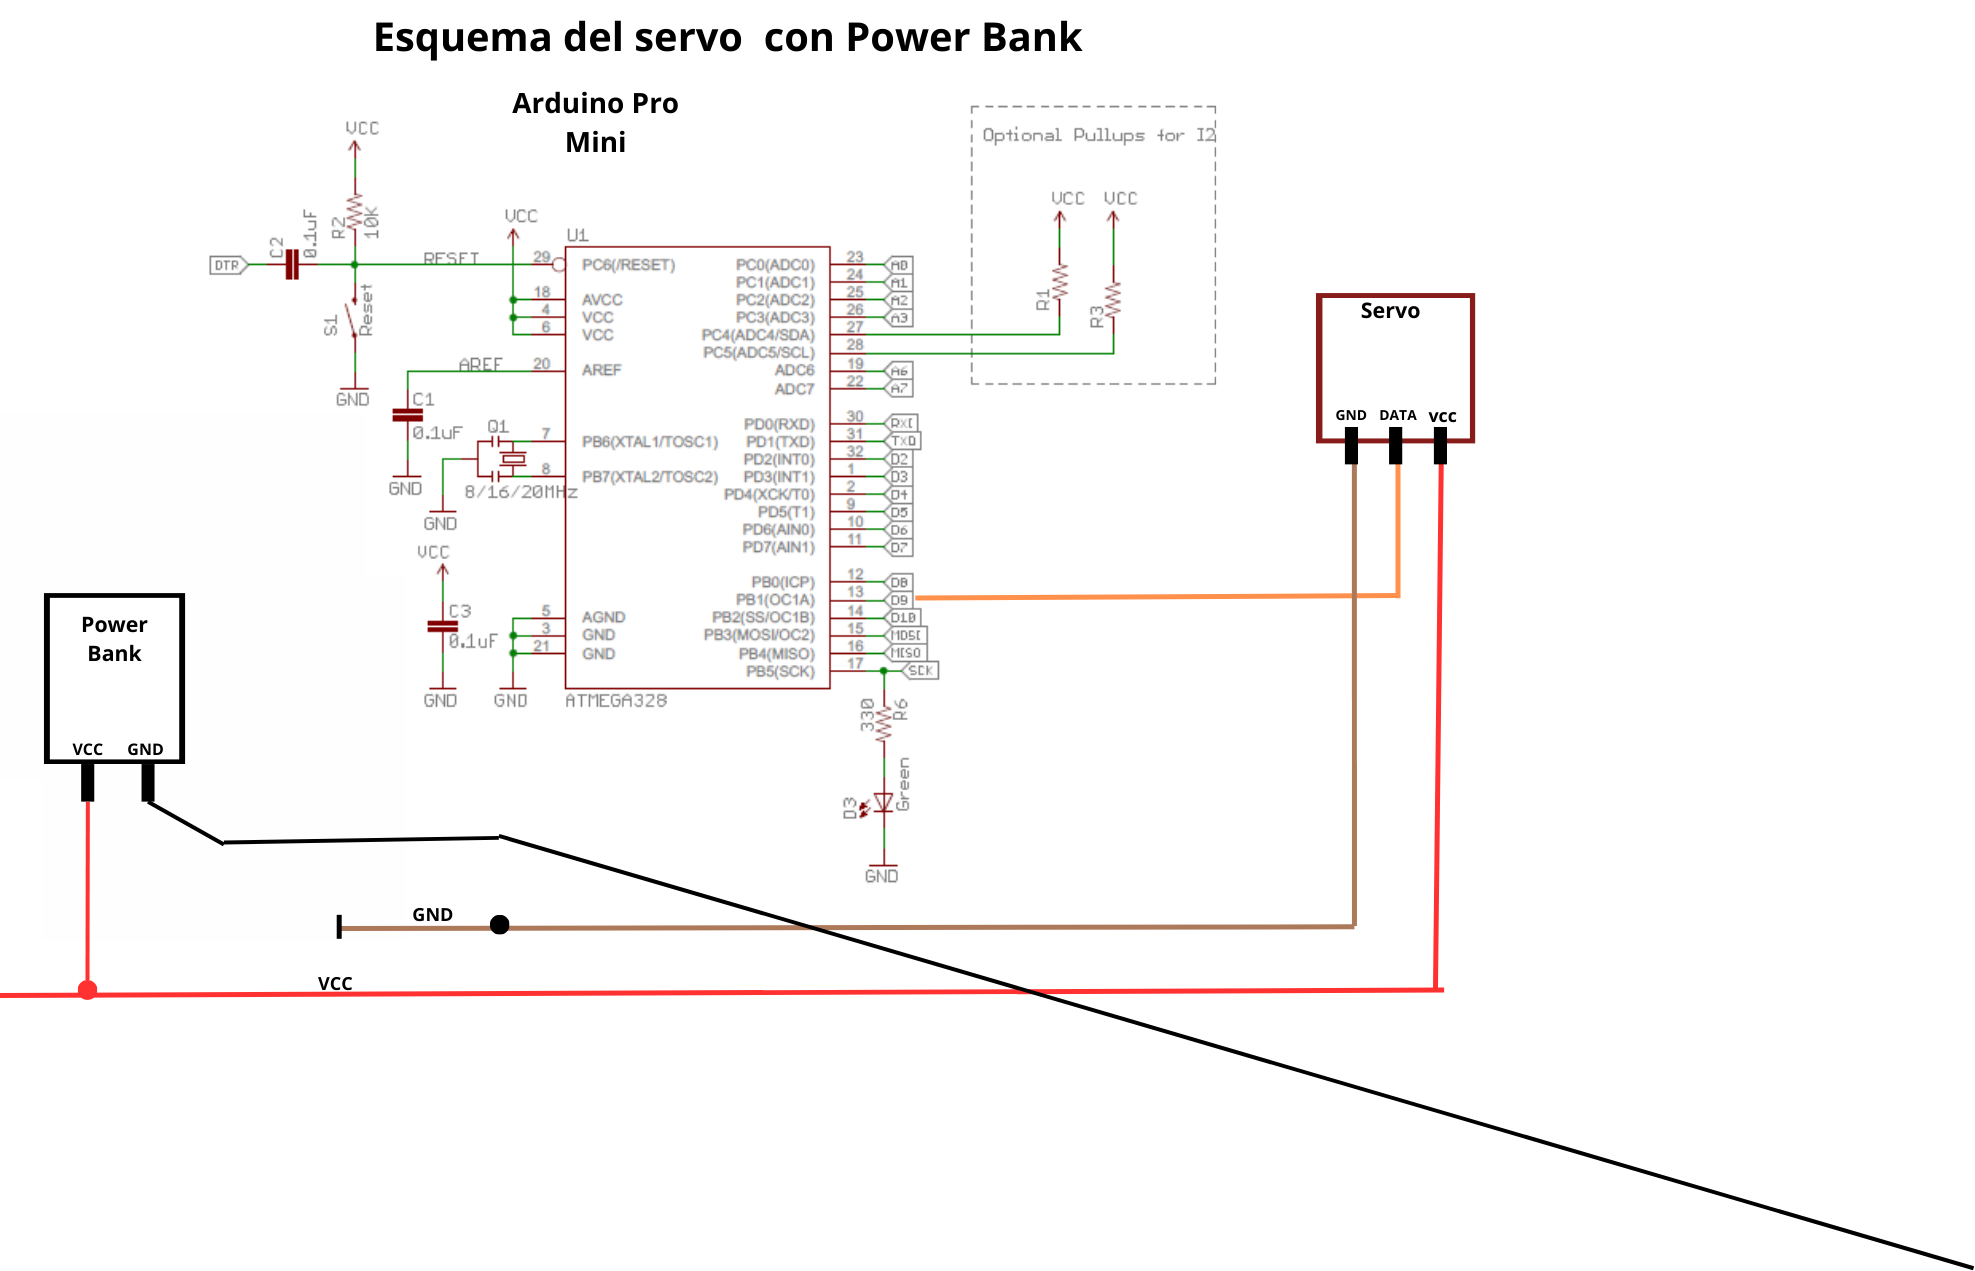 Esquema del servo con Power Bank
Arduino Pro
Mini
Optional Pullups for I2
VCC
VCC
VCC
VCC
R2
10K
C2
0.1uF
DTR
RESET
S1
Reset
GND
U1
R1
R3
29 PC6(/RESET)
18 AVCC
4 VCC
6 VCC
20 AREF
AREF
C1
0.1uF
GND
Q1
7 PB6(XTAL1/TOSC1)
8 PB7(XTAL2/TOSC2)
8/16/20MHz
GND
VCC
C3
0.1uF
GND
5 AGND
3 GND
21 GND
GND
ATMEGA328
PC0(ADC0) 23 A0
PC1(ADC1) 24 A1
PC2(ADC2) 25 A2
PC3(ADC3) 26 A3
PC4(ADC4/SDA) 27
PC5(ADC5/SCL) 28
ADC6 19 A6
ADC7 22 A7
PD0(RXD) 30 RXI
PD1(TXD) 31 TXO
PD2(INT0) 32 D2
PD3(INT1) 1 D3
PD4(XCK/T0) 2 D4
PD5(T1) 9 D5
PD6(AIN0) 10 D6
PD7(AIN1) 11 D7
PB0(ICP) 12 D8
PB1(OC1A) 13 D9
PB2(SS/OC1B) 14 D10
PB3(MOSI/OC2) 15 MOSI
PB4(MISO) 16 MISO
PB5(SCK) 17 SCK
330
R6
D3
Green
GND
Servo
GND DATA VCC
Power
Bank
VCC GND
GND
VCC